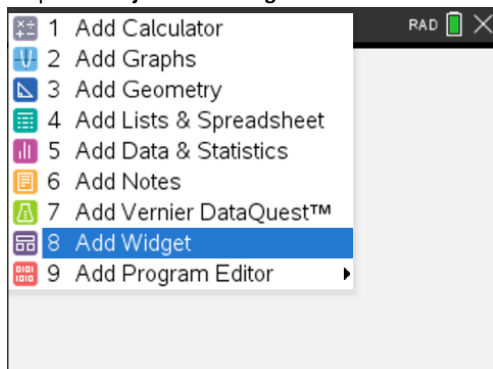 RAD
1 Add Calculator
2 Add Graphs
3 Add Geometry
4 Add Lists & Spreadsheet
5 Add Data & Statistics
6 Add Notes
7 Add Vernier DataQuest™
8 Add Widget
9 Add Program Editor